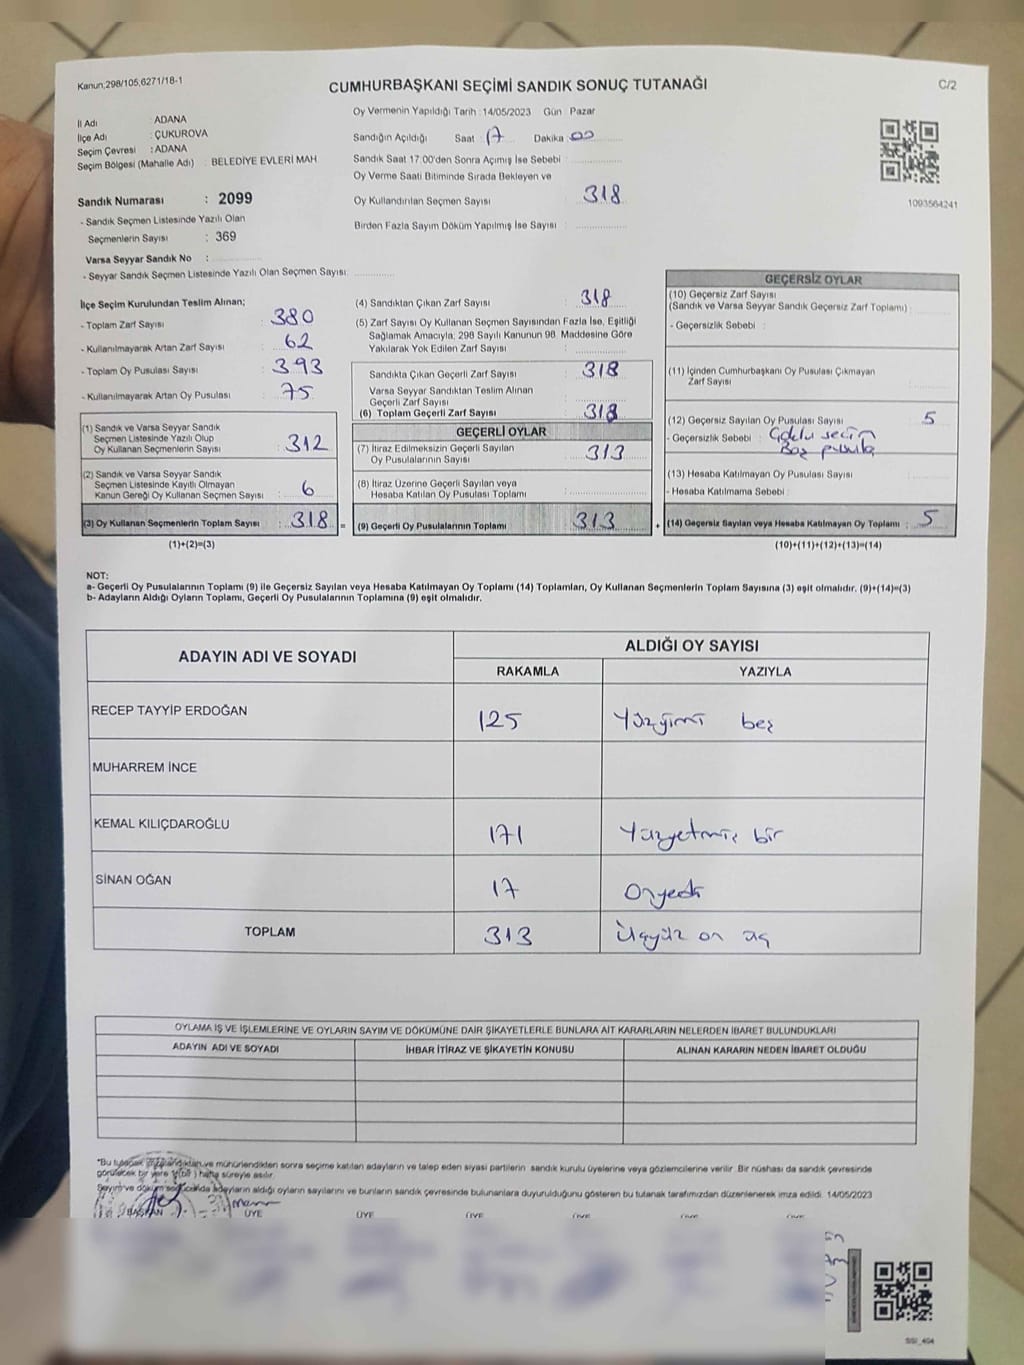 Kanun,298/105,6271/18-1
CUMHURBAŞKANI SEÇİMİ SANDIK SONUÇ TUTANAĞI
C/2
İl Adı : ADANA
İlçe Adı : ÇUKUROVA
Seçim Çevresi : ADANA
Seçim Bölgesi (Mahalle Adı) : BELEDİYE EVLERİ MAH
Sandık Numarası : 2099
- Sandık Seçmen Listesinde Yazılı Olan
Seçmenlerin Sayısı : 369
Varsa Seyyar Sandık No :
- Seyyar Sandık Seçmen Listesinde Yazılı Olan Seçmen Sayısı:
Oy Vermenin Yapıldığı Tarih : 14/05/2023 Gün : Pazar
Sandığın Açıldığı Saat : 17 Dakika : 00
Sandık Saat 17.00'den Sonra Açımış İse Sebebi :
Oy Verme Saati Bitiminde Sırada Bekleyen ve
Oy Kullandırılan Seçmen Sayısı : 318
Birden Fazla Sayım Döküm Yapılmış İse Sayısı :
1093564241
İlçe Seçim Kurulundan Teslim Alınan;
- Toplam Zarf Sayısı : 380
- Kullanılmayarak Artan Zarf Sayısı : 62
- Toplam Oy Pusulası Sayısı : 393
- Kullanılmayarak Artan Oy Pusulası : 75
(1) Sandık ve Varsa Seyyar Sandık
Seçmen Listesinde Yazılı Olup
Oy Kullanan Seçmenlerin Sayısı : 312
(2) Sandık ve Varsa Seyyar Sandık
Seçmen Listesinde Kayıtlı Olmayan
Kanun Gereği Oy Kullanan Seçmen Sayısı : 6
(3) Oy Kullanan Seçmenlerin Toplam Sayısı : 318 =
(1)+(2)=(3)
(4) Sandıktan Çıkan Zarf Sayısı : 318
(5) Zarf Sayısı Oy Kullanan Seçmen Sayısından Fazla İse, Eşitliği
Sağlamak Amacıyla; 298 Sayılı Kanunun 98. Maddesine Göre
Yakılarak Yok Edilen Zarf Sayısı :
Sandıkta Çıkan Geçerli Zarf Sayısı : 318
Varsa Seyyar Sandıktan Teslim Alınan
Geçerli Zarf Sayısı :
(6) Toplam Geçerli Zarf Sayısı : 318
GEÇERLİ OYLAR
(7) İtiraz Edilmeksizin Geçerli Sayılan
Oy Pusulalarının Sayısı : 313
(8) İtiraz Üzerine Geçerli Sayılan veya
Hesaba Katılan Oy Pusulası Toplamı :
(9) Geçerli Oy Pusulalarının Toplamı : 313 +
GEÇERSİZ OYLAR
(10) Geçersiz Zarf Sayısı
(Sandık ve Varsa Seyyar Sandık Geçersiz Zarf Toplamı) :
- Geçersizlik Sebebi :
(11) İçinden Cumhurbaşkanı Oy Pusulası Çıkmayan
Zarf Sayısı :
(12) Geçersiz Sayılan Oy Pusulası Sayısı : 5
- Geçersizlik Sebebi : Çoklu seçim
Boş pusula
(13) Hesaba Katılmayan Oy Pusulası Sayısı :
- Hesaba Katılmama Sebebi :
(14) Geçersiz Sayılan veya Hesaba Katılmayan Oy Toplamı : 5
(10)+(11)+(12)+(13)=(14)
NOT:
a- Geçerli Oy Pusulalarının Toplamı (9) ile Geçersiz Sayılan veya Hesaba Katılmayan Oy Toplamı (14) Toplamları, Oy Kullanan Seçmenlerin Toplam Sayısına (3) eşit olmalıdır. (9)+(14)=(3)
b- Adayların Aldığı Oyların Toplamı, Geçerli Oy Pusulalarının Toplamına (9) eşit olmalıdır.
ADAYIN ADI VE SOYADI
ALDIĞI OY SAYISI
RAKAMLA YAZIYLA
RECEP TAYYİP ERDOĞAN 125 Yüzyirmi beş
MUHARREM İNCE
KEMAL KILIÇDAROĞLU 171 Yüzyetmiş bir
SİNAN OĞAN 17 Onyedi
TOPLAM 313 Üçyüz on üç
OYLAMA İŞ VE İŞLEMLERİNE VE OYLARIN SAYIM VE DÖKÜMÜNE DAİR ŞİKAYETLERLE BUNLARA AİT KARARLARIN NELERDEN İBARET BULUNDUKLARI
ADAYIN ADI VE SOYADI İHBAR İTİRAZ VE ŞİKAYETİN KONUSU ALINAN KARARIN NEDEN İBARET OLDUĞU
*Bu tutanak imzalandıktan ve mühürlendikten sonra seçime katılan adayların ve talep eden siyasi partilerin sandık kurulu üyelerine veya gözlemcilerine verilir. Bir nüshası da sandık çevresinde
görülecek bir yere 1(bir) hafta süreyle asılır.
Sayım ve döküm sonucunda adayların aldığı oyların sayılarını ve bunların sandık çevresinde bulunanlara duyurulduğunu gösteren bu tutanak tarafımızdan düzenlenerek imza edildi. 14/05/2023
BAŞKAN ÜYE ÜYE ÜYE ÜYE ÜYE ÜYE